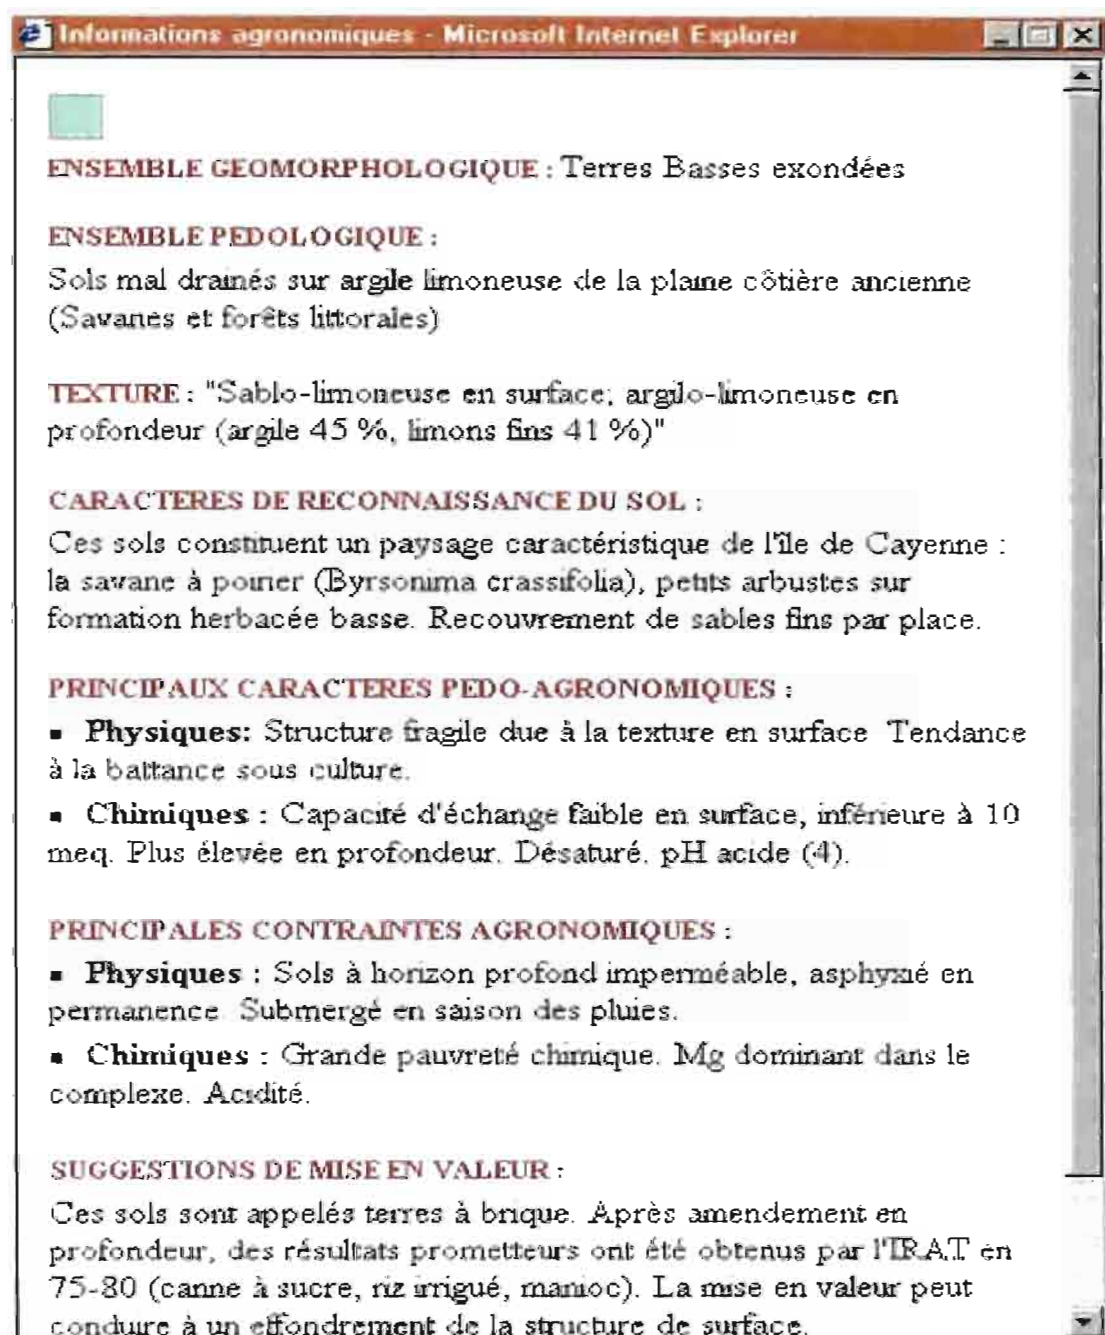 Informations agronomiques - Microsoft Internet Explorer
ENSEMBLE GEOMORPHOLOGIQUE : Terres Basses exondées
ENSEMBLE PEDOLOGIQUE :
Sols mal drainés sur argile limoneuse de la plaine côtière ancienne
(Savanes et forêts littorales)
TEXTURE : "Sablo-limoneuse en surface; argilo-limoneuse en
profondeur (argile 45 %, limons fins 41 %)"
CARACTERES DE RECONNAISSANCE DU SOL :
Ces sols constituent un paysage caractéristique de l'île de Cayenne :
la savane à poirier (Byrsonima crassifolia), petits arbustes sur
formation herbacée basse. Recouvrement de sables fins par place.
PRINCIPAUX CARACTERES PEDO-AGRONOMIQUES :
▪ Physiques: Structure fragile due à la texture en surface Tendance
à la battance sous culture.
▪ Chimiques : Capacité d'échange faible en surface, inférieure à 10
meq. Plus élevée en profondeur. Désaturé. pH acide (4).
PRINCIPALES CONTRAINTES AGRONOMIQUES :
▪ Physiques : Sols à horizon profond imperméable, asphyxié en
permanence Submergé en saison des pluies.
▪ Chimiques : Grande pauvreté chimique. Mg dominant dans le
complexe. Acidité.
SUGGESTIONS DE MISE EN VALEUR :
Ces sols sont appelés terres à brique. Après amendement en
profondeur, des résultats prometteurs ont été obtenus par l'IRAT en
75-80 (canne à sucre, riz irrigué, manioc). La mise en valeur peut
conduire à un effondrement de la structure de surface.